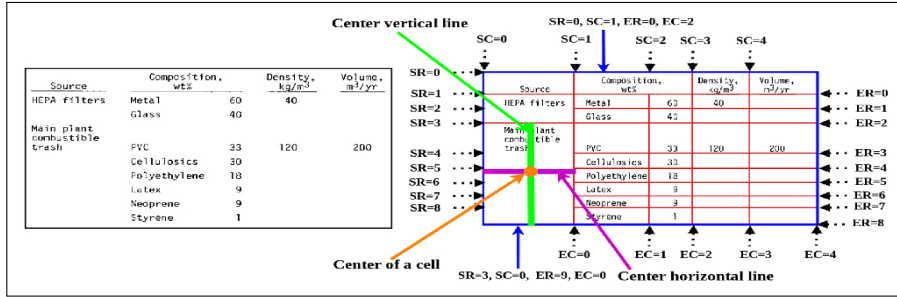 Source Composition, wt% Density, kg/m³ Volume, m³/yr
HEPA filters Metal 60 40
Glass 40
Main plant
combustible
trash PVC 33 120 200
Cellulosics 30
Polyethylene 18
Latex 9
Neoprene 9
Styrene 1
Center vertical line
SR=0, SC=1, ER=0, EC=2
SC=0 SC=1 SC=2 SC=3 SC=4
SR=0
SR=1
SR=2
SR=3
SR=4
SR=5
SR=6
SR=7
SR=8
Source Composition, wt% Density, kg/m³ Volume, m³/yr
HEPA filters Metal 60 40
Glass 40
Main plant
combustible
trash PVC 33 120 200
Cellulosics 30
Polyethylene 18
Latex 9
Neoprene 9
Styrene 1
ER=0
ER=1
ER=2
ER=3
ER=4
ER=5
ER=6
ER=7
ER=8
EC=0 EC=1 EC=2 EC=3 EC=4
Center of a cell
SR=3, SC=0, ER=9, EC=0
Center horizontal line